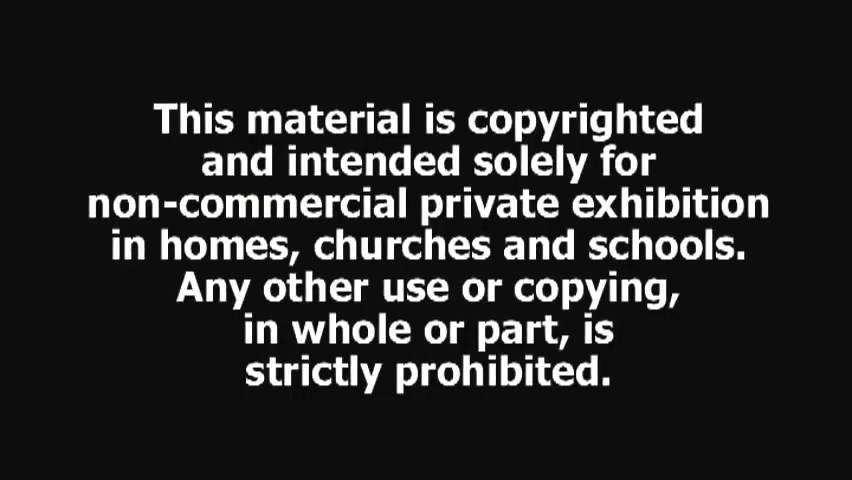 This material is copyrighted
and intended solely for
non-commercial private exhibition
in homes, churches and schools.
Any other use or copying,
in whole or part, is
strictly prohibited.